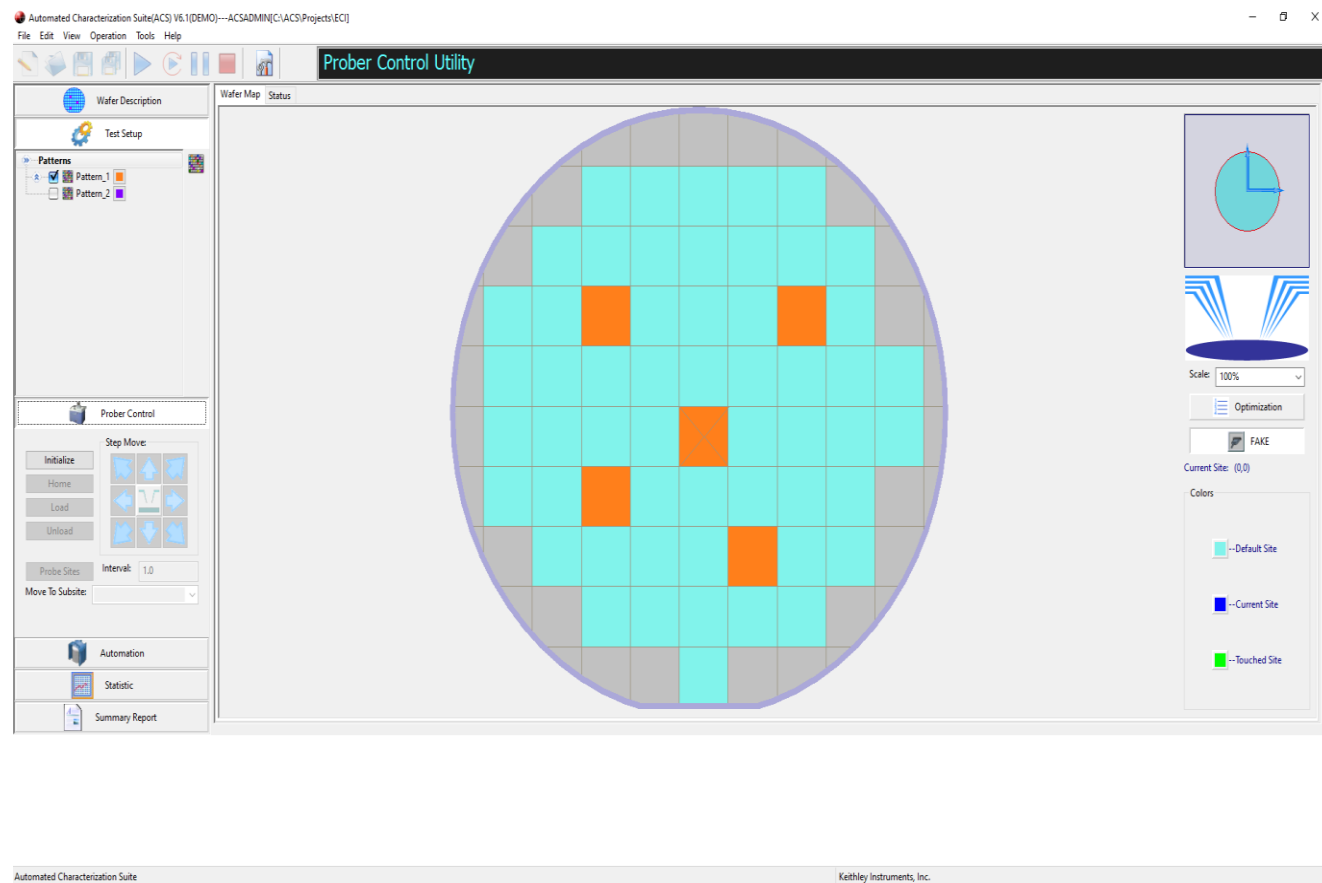 Automated Characterization Suite(ACS) V6.1(DEMO)---ACSADMIN[C:\ACS\Projects\ECI]
File Edit View Operation Tools Help
Prober Control Utility
Wafer Description
Test Setup
Patterns
Pattern_1
Pattern_2
Prober Control
Step Move:
Initialize
Home
Load
Unload
Probe Sites
Interval: 1.0
Move To Subsite:
Automation
Statistic
Summary Report
Wafer Map Status
Scale: 100%
Optimization
FAKE
Current Site: (0,0)
Colors
--Default Site
--Current Site
--Touched Site
Automated Characterization Suite
Keithley Instruments, Inc.